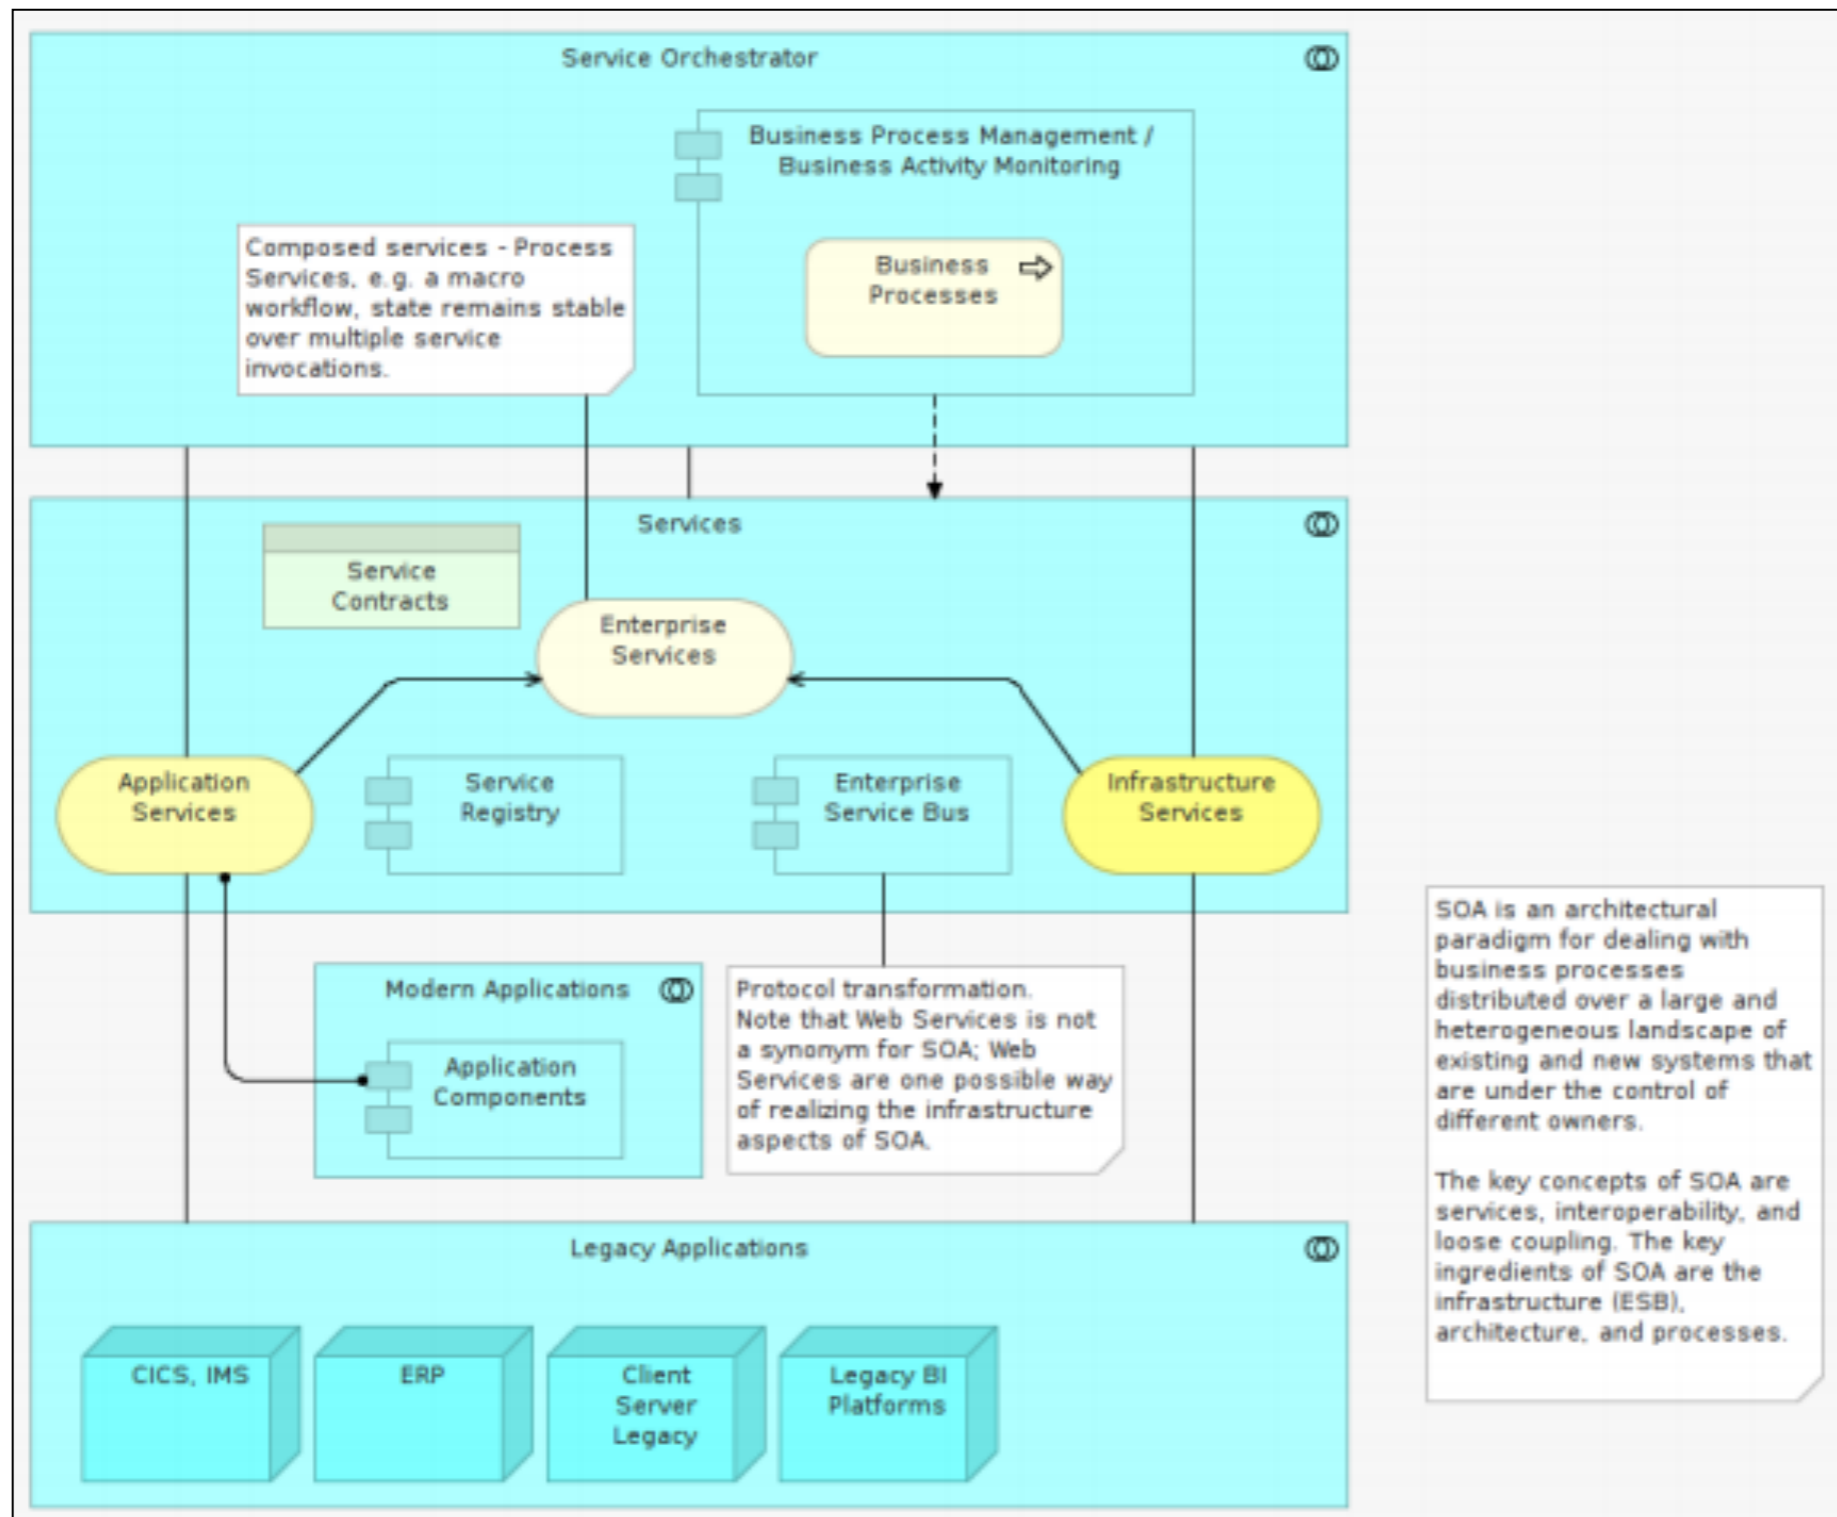 Service Orchestrator
Business Process Management /
Business Activity Monitoring
Composed services - Process
Services, e.g. a macro
workflow, state remains stable
over multiple service
invocations.
Business
Processes
Services
Service
Contracts
Enterprise
Services
Application
Services
Service
Registry
Enterprise
Service Bus
Infrastructure
Services
Modern Applications
Application
Components
Protocol transformation.
Note that Web Services is not
a synonym for SOA; Web
Services are one possible way
of realizing the infrastructure
aspects of SOA.
SOA is an architectural
paradigm for dealing with
business processes
distributed over a large and
heterogeneous landscape of
existing and new systems that
are under the control of
different owners.
The key concepts of SOA are
services, interoperability, and
loose coupling. The key
ingredients of SOA are the
infrastructure (ESB),
architecture, and processes.
Legacy Applications
CICS, IMS
ERP
Client
Server
Legacy
Legacy BI
Platforms